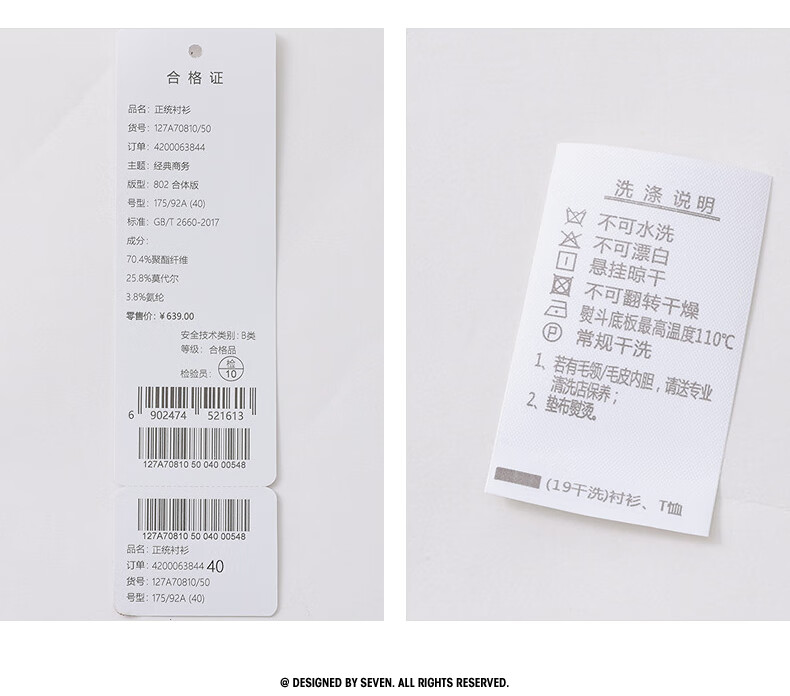 合格证
品名：正统衬衫
货号：127A70810/50
订单：4200063844
主题：经典商务
版型：802 合体版
号型：175/92A (40)
标准：GB/T 2660-2017
成分：
70.4%聚酯纤维
25.8%莫代尔
3.8%氨纶
零售价：¥639.00
安全技术类别：B类
等级：合格品
检验员：检 10
6 902474 521613
127A70810 50 040 00548
127A70810 50 040 00548
品名：正统衬衫
订单：4200063844 40
货号：127A70810/50
号型：175/92A (40)
洗涤说明
不可水洗
不可漂白
悬挂晾干
不可翻转干燥
熨斗底板最高温度110℃
P 常规干洗
1、若有毛领/毛皮内胆，请送专业
清洗店保养；
2、垫布熨烫。
(19干洗)衬衫、T恤
@ DESIGNED BY SEVEN. ALL RIGHTS RESERVED.